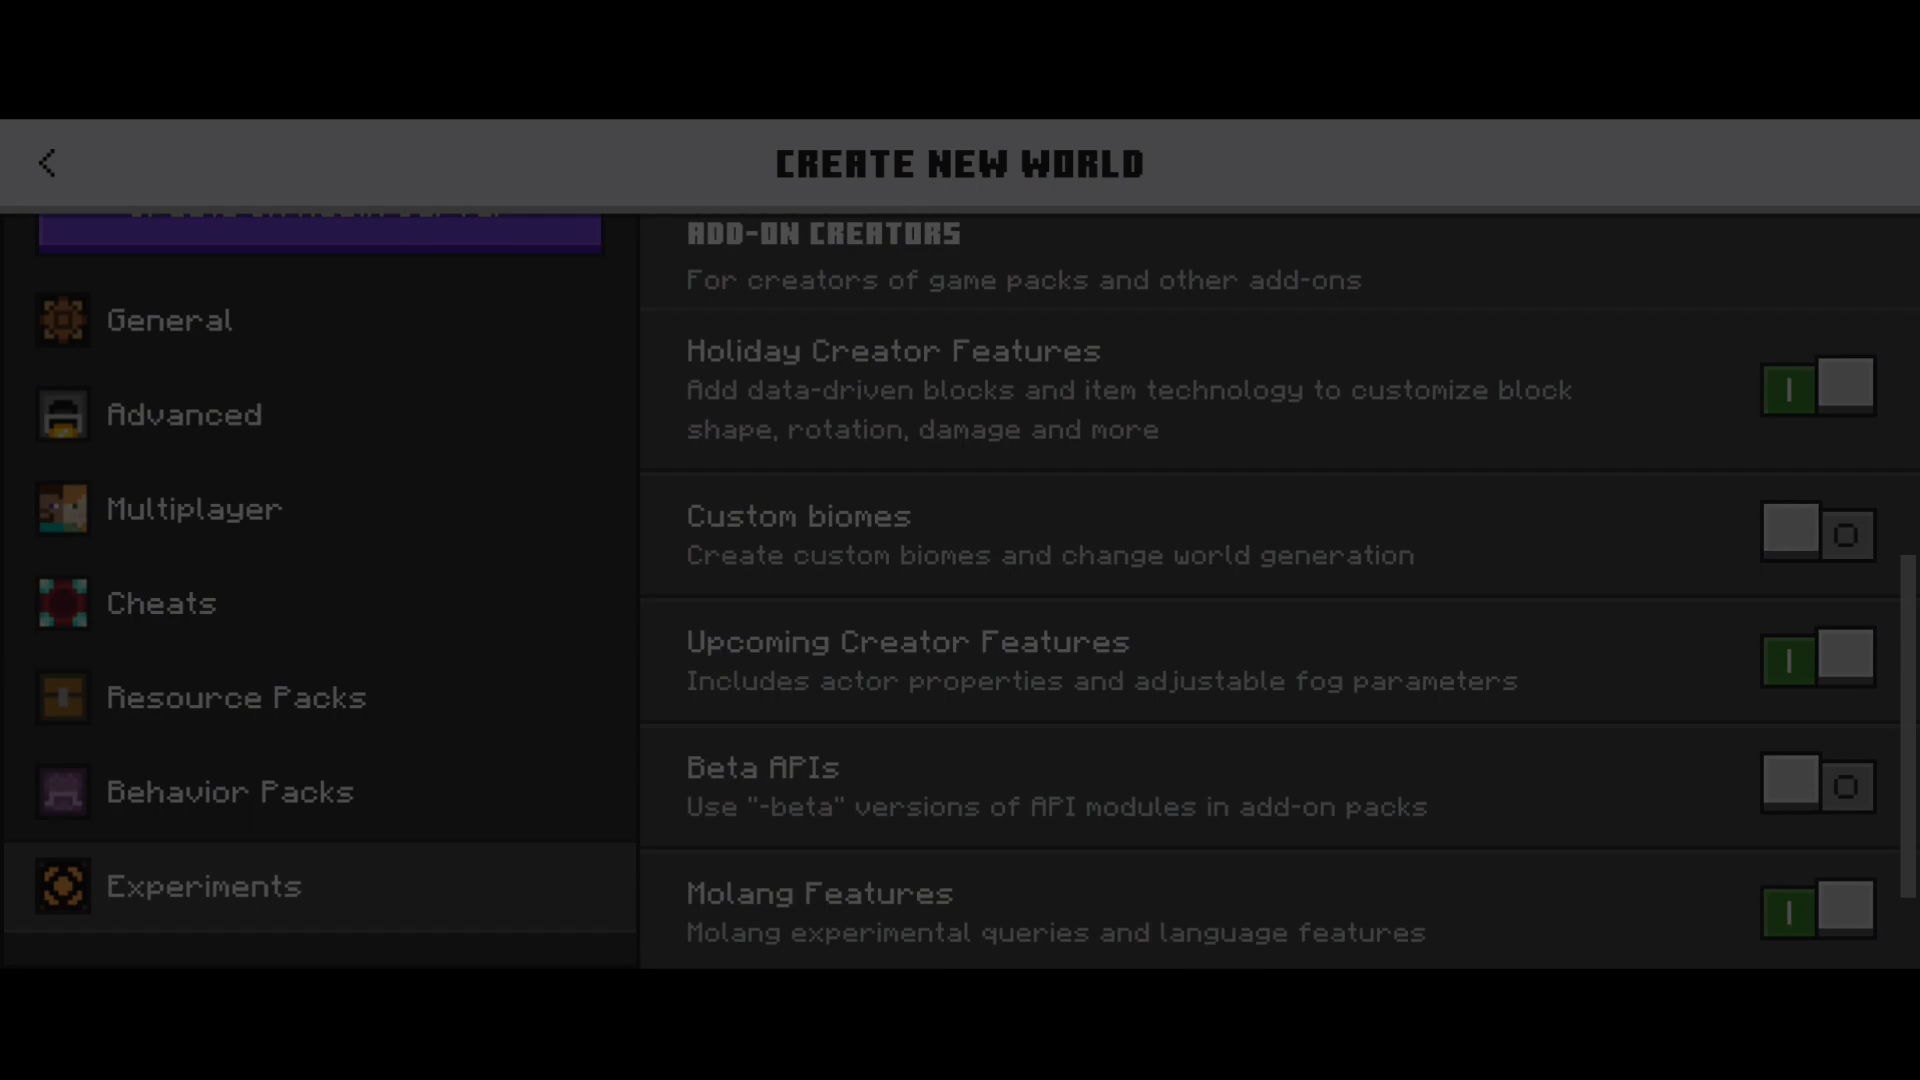 CREATE NEW WORLD
General
Advanced
Multiplayer
Cheats
Resource Packs
Behavior Packs
Experiments
ADD-ON CREATORS
For creators of game packs and other add-ons
Holiday Creator Features
Add data-driven blocks and item technology to customize block
shape, rotation, damage and more
Custom biomes
Create custom biomes and change world generation
Upcoming Creator Features
Includes actor properties and adjustable fog parameters
Beta APIs
Use "-beta" versions of API modules in add-on packs
Molang Features
Molang experimental queries and language features